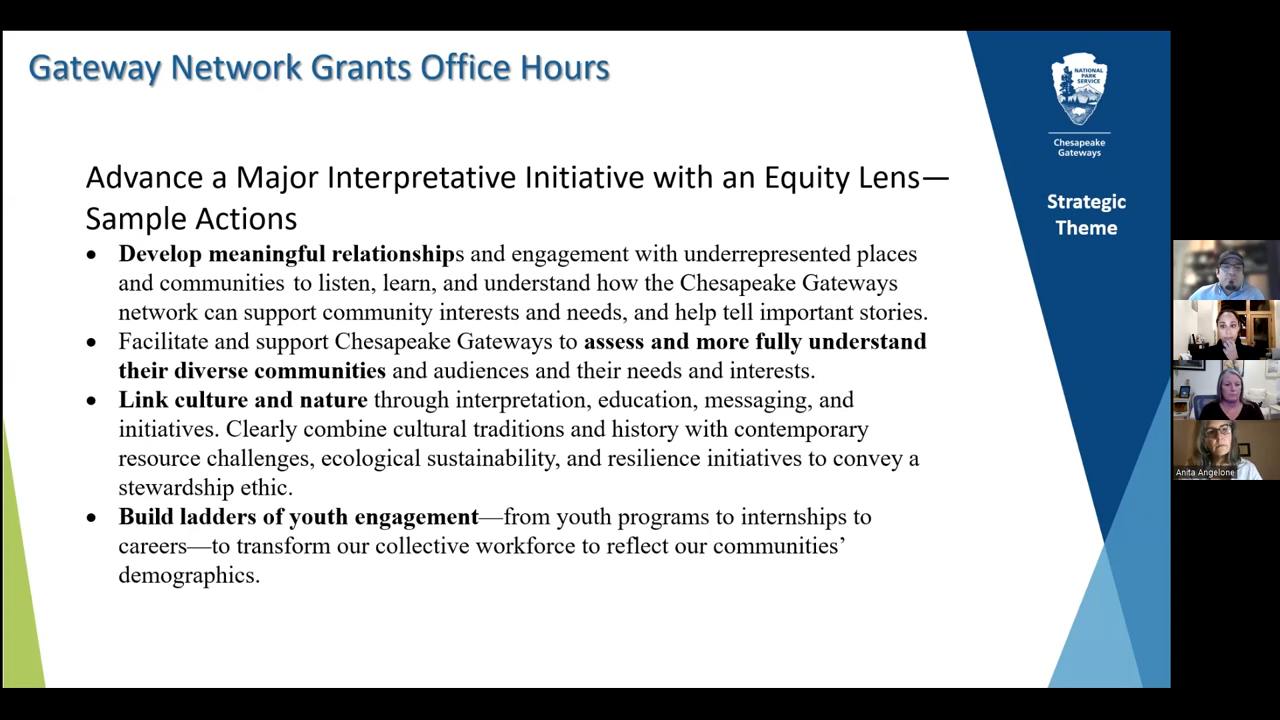 Gateway Network Grants Office Hours
NATIONAL
PARK
SERVICE
Chesapeake
Gateways
Strategic
Theme
Advance a Major Interpretative Initiative with an Equity Lens—
Sample Actions
• Develop meaningful relationships and engagement with underrepresented places
and communities to listen, learn, and understand how the Chesapeake Gateways
network can support community interests and needs, and help tell important stories.
• Facilitate and support Chesapeake Gateways to assess and more fully understand
their diverse communities and audiences and their needs and interests.
• Link culture and nature through interpretation, education, messaging, and
initiatives. Clearly combine cultural traditions and history with contemporary
resource challenges, ecological sustainability, and resilience initiatives to convey a
stewardship ethic.
• Build ladders of youth engagement—from youth programs to internships to
careers—to transform our collective workforce to reflect our communities’
demographics.
Anita Angelone